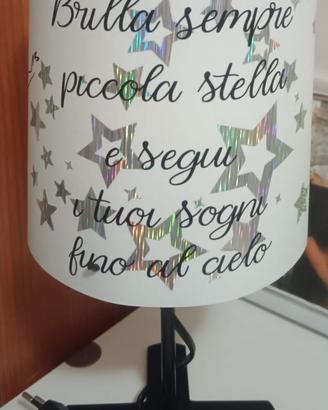 Brilla sempre
piccola stella
e segui
i tuoi sogni
fino al cielo